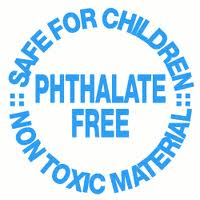 SAFE FOR CHILDREN
PHTHALATE
FREE
NON TOXIC MATERIAL